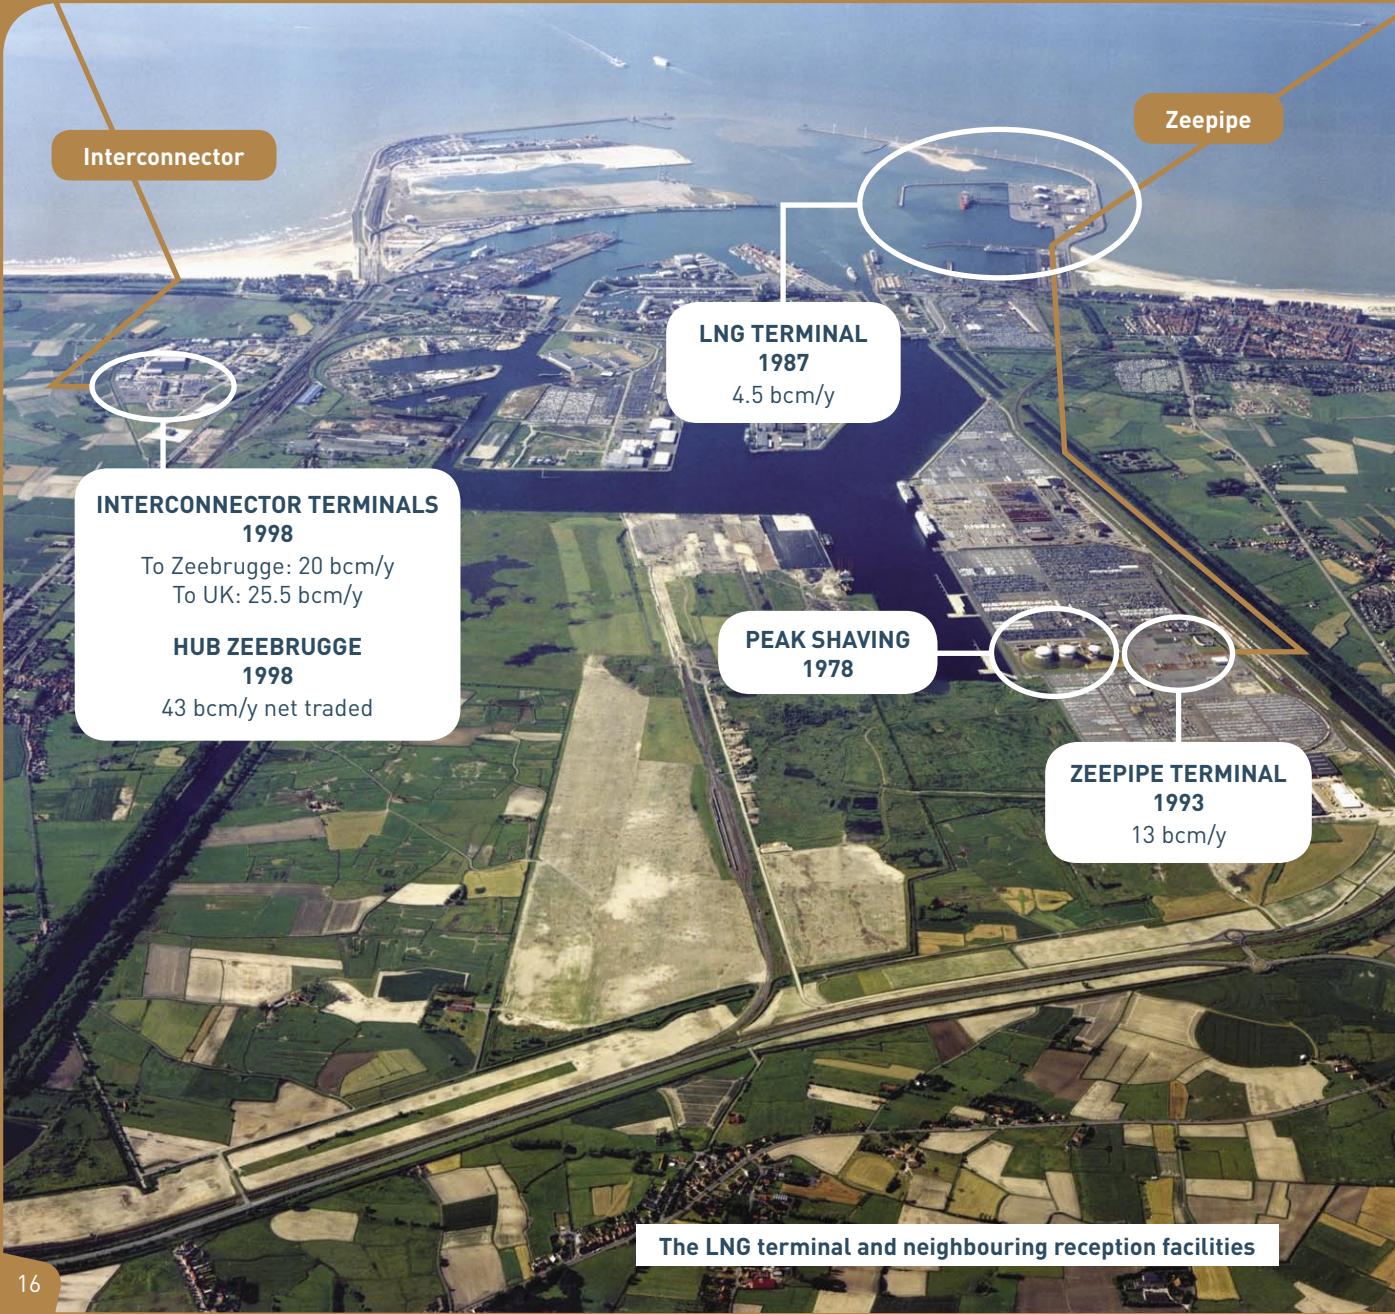 Interconnector
Zeepipe
LNG TERMINAL
1987
4.5 bcm/y
INTERCONNECTOR TERMINALS
1998
To Zeebrugge: 20 bcm/y
To UK: 25.5 bcm/y
HUB ZEEBRUGGE
1998
43 bcm/y net traded
PEAK SHAVING
1978
ZEEPIPE TERMINAL
1993
13 bcm/y
The LNG terminal and neighbouring reception facilities
16